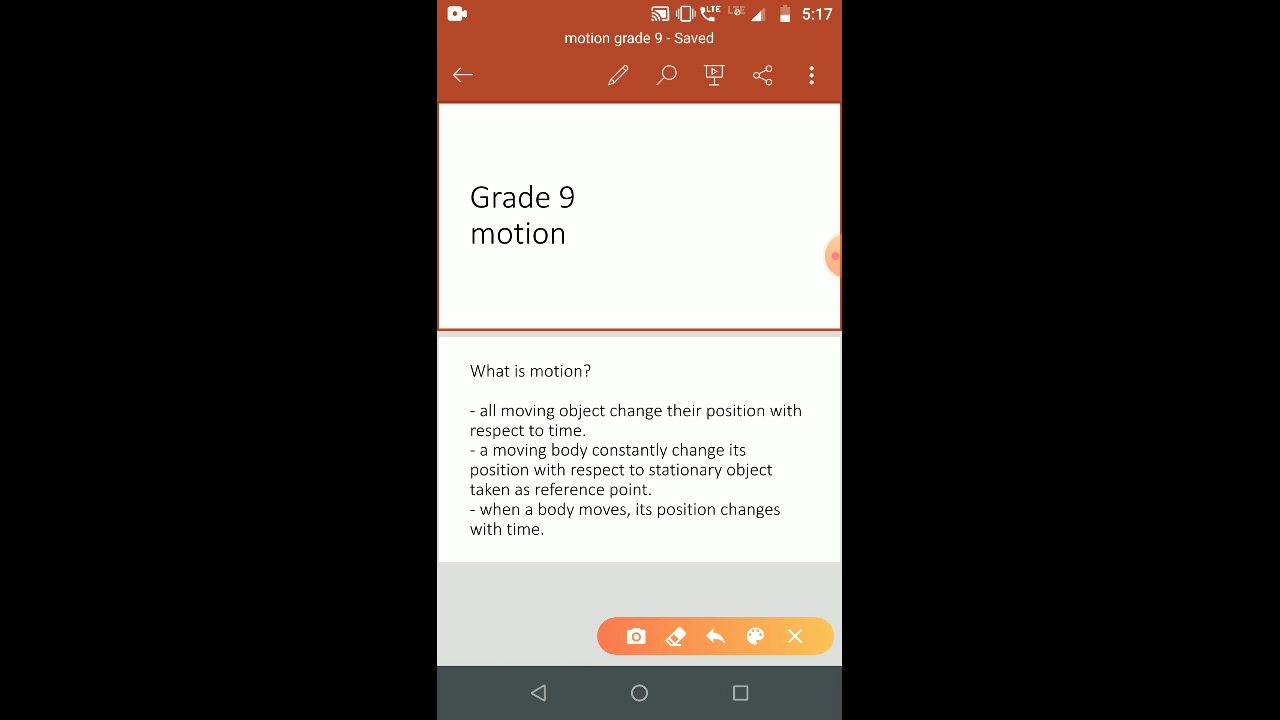 LTE LTE 5:17
motion grade 9 - Saved
Grade 9
motion
What is motion?
- all moving object change their position with
respect to time.
- a moving body constantly change its
position with respect to stationary object
taken as reference point.
- when a body moves, its position changes
with time.